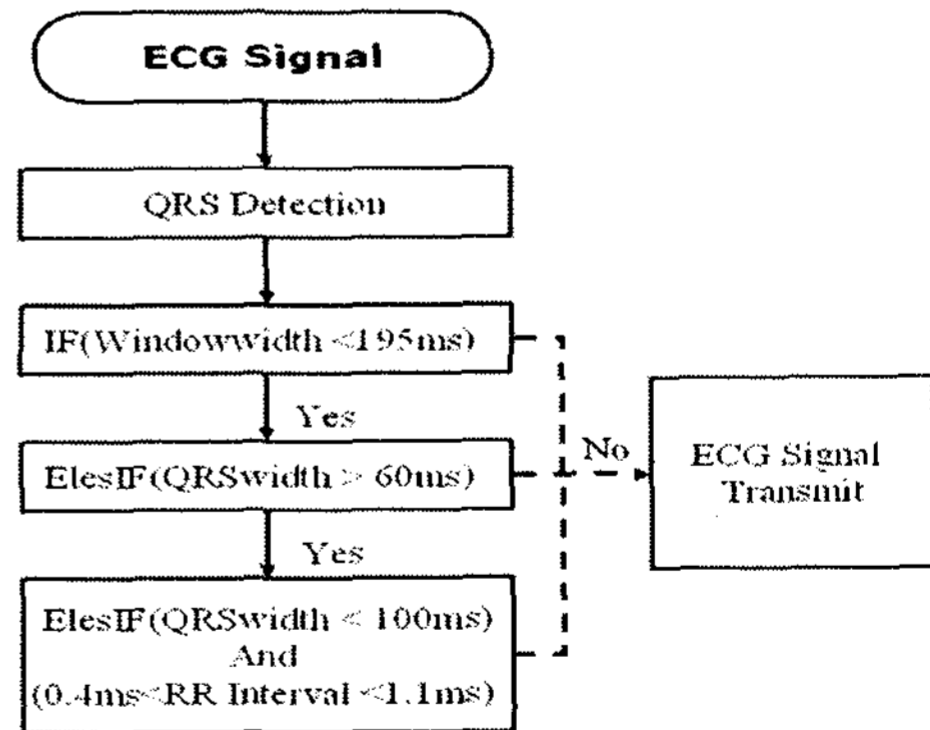 ECG Signal
QRS Detection
IF(Windowwidth <195ms)
Yes
ElesIF(QRSwidth > 60ms)
No
ECG Signal
Transmit
Yes
ElesIF(QRSwidth < 100ms)
And
(0.4ms<RR Interval <1.1ms)